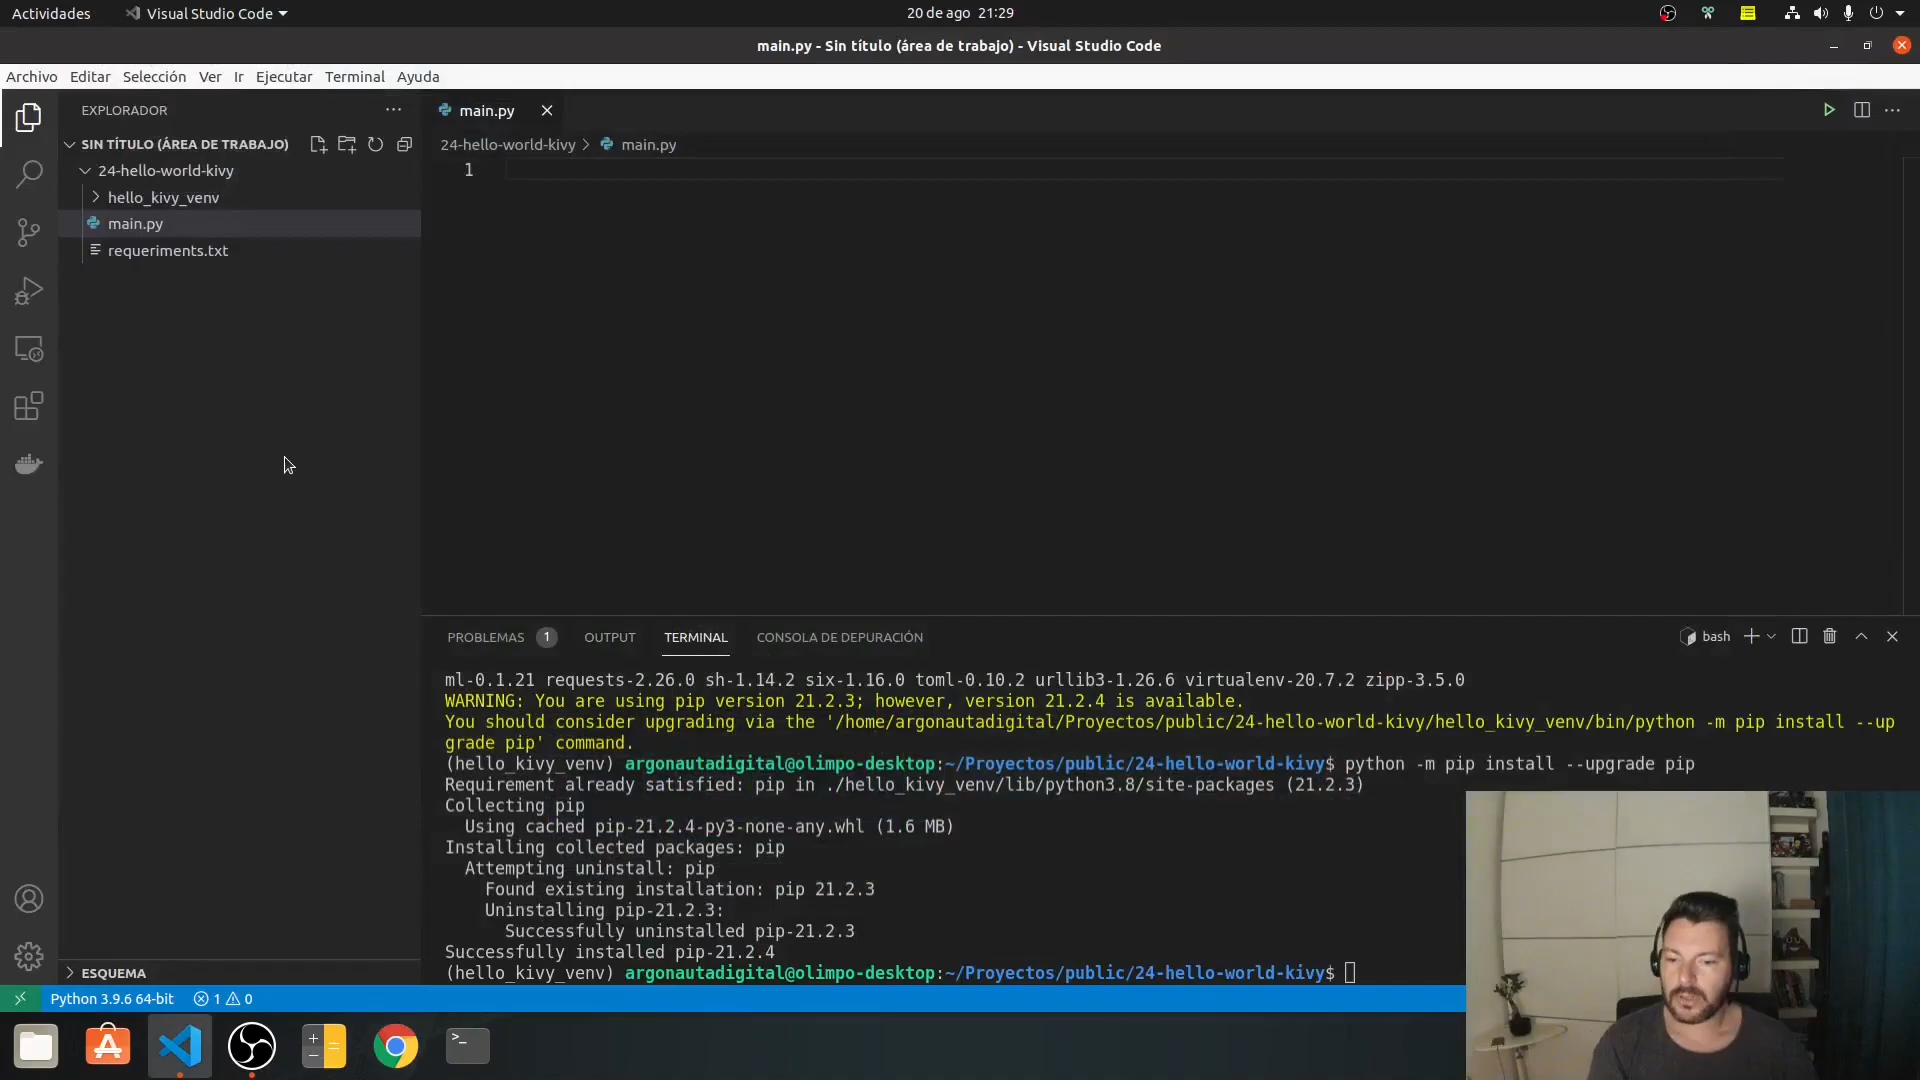 Actividades
Visual Studio Code
20 de ago 21:29
main.py - Sin título (área de trabajo) - Visual Studio Code
Archivo Editar Selección Ver Ir Ejecutar Terminal Ayuda
EXPLORADOR
main.py
SIN TÍTULO (ÁREA DE TRABAJO)
24-hello-world-kivy
hello_kivy_venv
main.py
requeriments.txt
24-hello-world-kivy > main.py
1
PROBLEMAS 1 OUTPUT TERMINAL CONSOLA DE DEPURACIÓN
bash
ml-0.1.21 requests-2.26.0 sh-1.14.2 six-1.16.0 toml-0.10.2 urllib3-1.26.6 virtualenv-20.7.2 zipp-3.5.0
WARNING: You are using pip version 21.2.3; however, version 21.2.4 is available.
You should consider upgrading via the '/home/argonautadigital/Proyectos/public/24-hello-world-kivy/hello_kivy_venv/bin/python -m pip install --up
grade pip' command.
(hello_kivy_venv) argonautadigital@olimpo-desktop:~/Proyectos/public/24-hello-world-kivy$ python -m pip install --upgrade pip
Requirement already satisfied: pip in ./hello_kivy_venv/lib/python3.8/site-packages (21.2.3)
Collecting pip
Using cached pip-21.2.4-py3-none-any.whl (1.6 MB)
Installing collected packages: pip
Attempting uninstall: pip
Found existing installation: pip 21.2.3
Uninstalling pip-21.2.3:
Successfully uninstalled pip-21.2.3
Successfully installed pip-21.2.4
(hello_kivy_venv) argonautadigital@olimpo-desktop:~/Proyectos/public/24-hello-world-kivy$
ESQUEMA
Python 3.9.6 64-bit 1 0